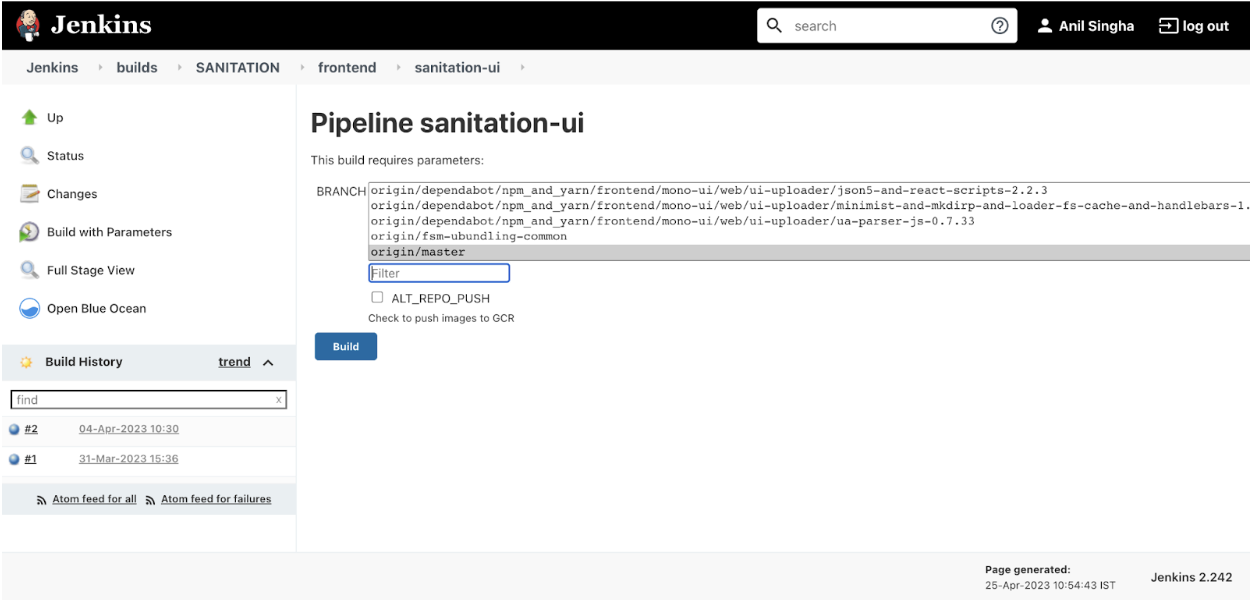 Jenkins
search
Anil Singha
log out
Jenkins
builds
SANITATION
frontend
sanitation-ui
Up
Status
Changes
Build with Parameters
Full Stage View
Open Blue Ocean
Build History
trend
find
x
#2
04-Apr-2023 10:30
#1
31-Mar-2023 15:36
Atom feed for all
Atom feed for failures
Pipeline sanitation-ui
This build requires parameters:
BRANCH
origin/dependabot/npm_and_yarn/frontend/mono-ui/web/ui-uploader/json5-and-react-scripts-2.2.3
origin/dependabot/npm_and_yarn/frontend/mono-ui/web/ui-uploader/minimist-and-mkdirp-and-loader-fs-cache-and-handlebars-1.
origin/dependabot/npm_and_yarn/frontend/mono-ui/web/ui-uploader/ua-parser-js-0.7.33
origin/fsm-ubundling-common
origin/master
Filter
ALT_REPO_PUSH
Check to push images to GCR
Build
Page generated:
25-Apr-2023 10:54:43 IST
Jenkins 2.242